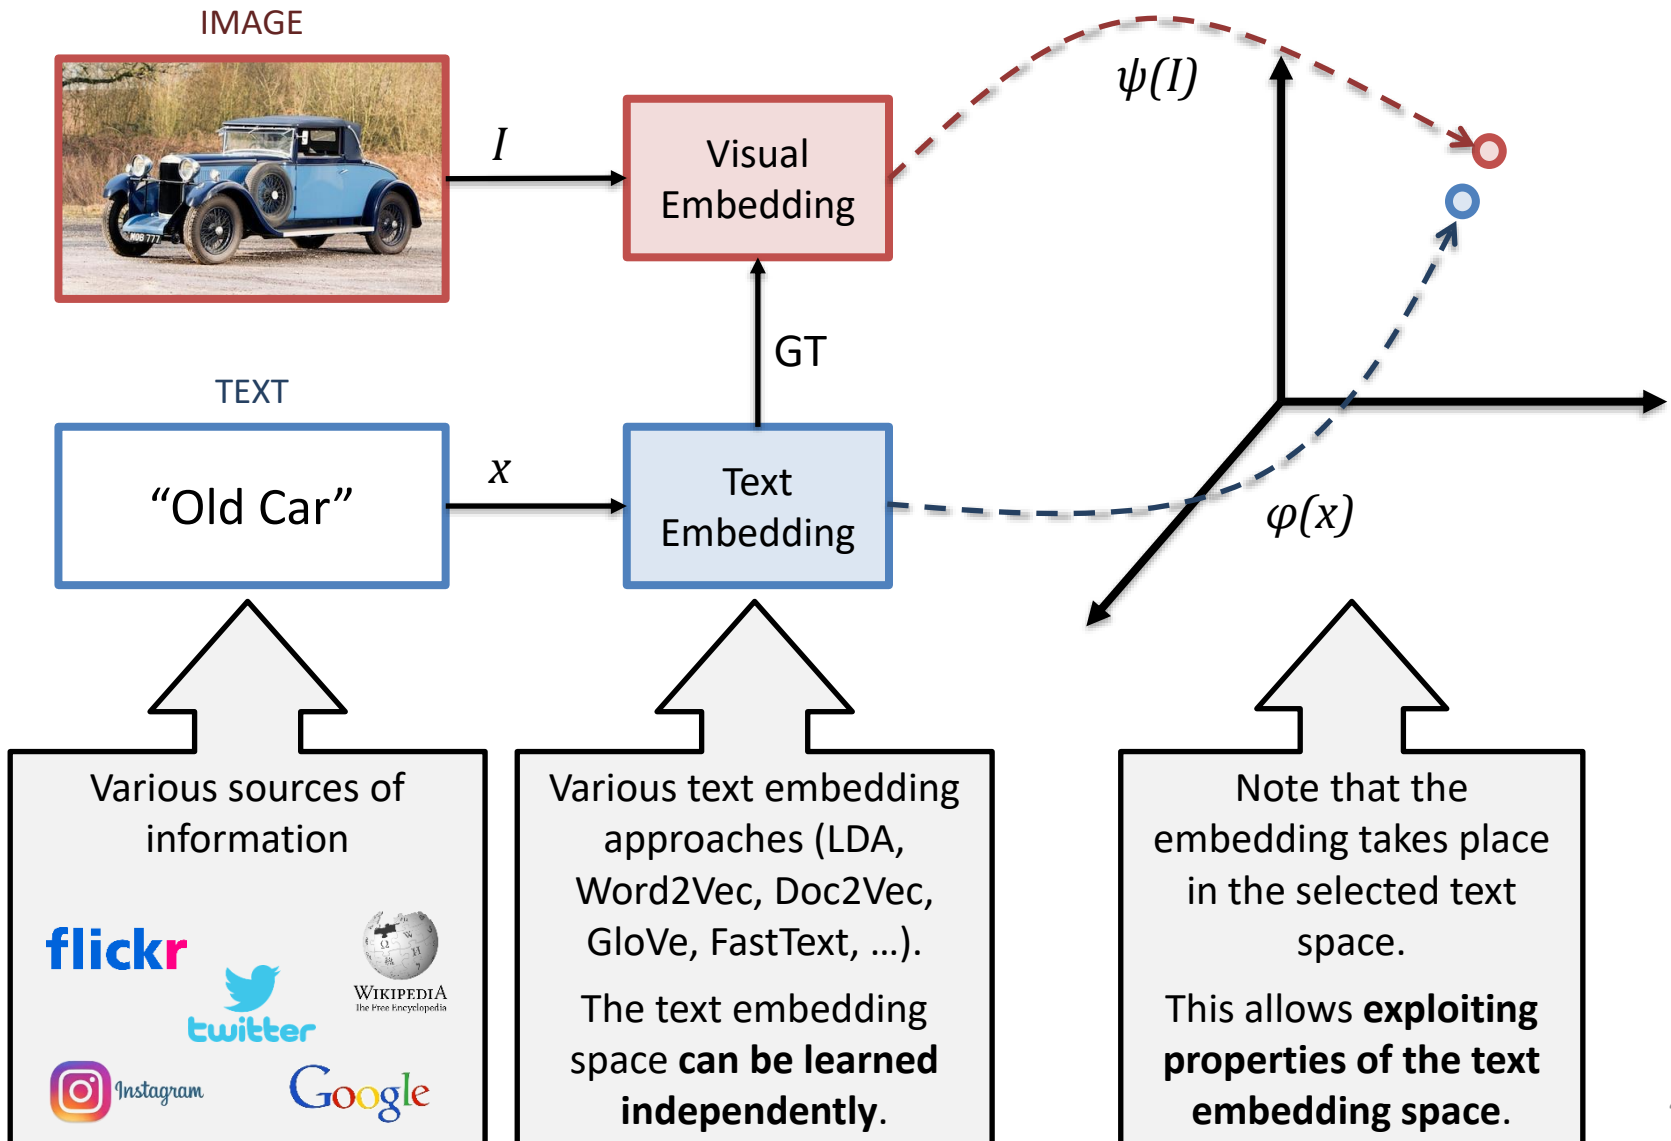 IMAGE
MOB 777
I
Visual
Embedding
ψ(I)
GT
TEXT
“Old Car”
x
Text
Embedding
φ(x)
Various sources of
information
flickr
twitter
WIKIPEDIA
The Free Encyclopedia
Instagram
Google
Various text embedding
approaches (LDA,
Word2Vec, Doc2Vec,
GloVe, FastText, …).
The text embedding
space can be learned
independently.
Note that the
embedding takes place
in the selected text
space.
This allows exploiting
properties of the text
embedding space.